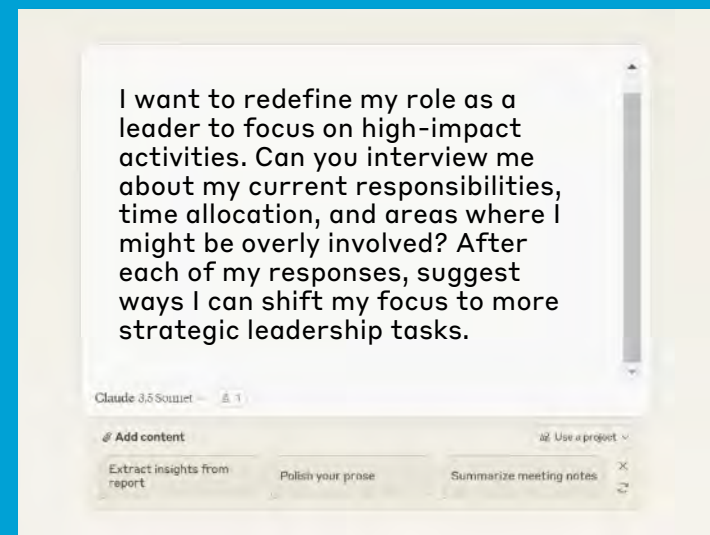 I want to redefine my role as a
leader to focus on high-impact
activities. Can you interview me
about my current responsibilities,
time allocation, and areas where I
might be overly involved? After
each of my responses, suggest
ways I can shift my focus to more
strategic leadership tasks.
Claude 3.5 Sonnet
1
Add content
Use a project
Extract insights from
report
Polish your prose
Summarize meeting notes